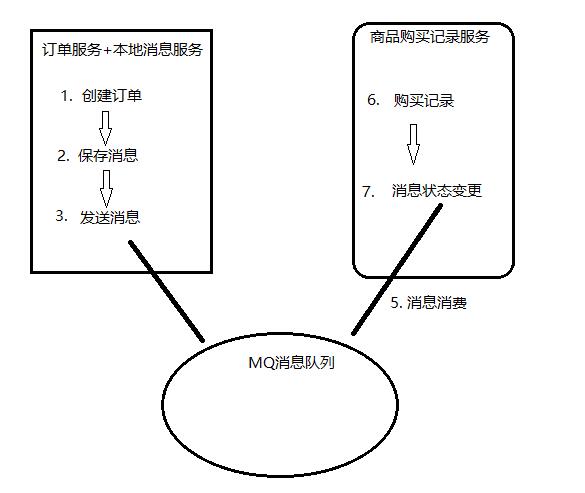 订单服务+本地消息服务
1. 创建订单
2. 保存消息
3. 发送消息
商品购买记录服务
6. 购买记录
7. 消息状态变更
5. 消息消费
MQ消息队列